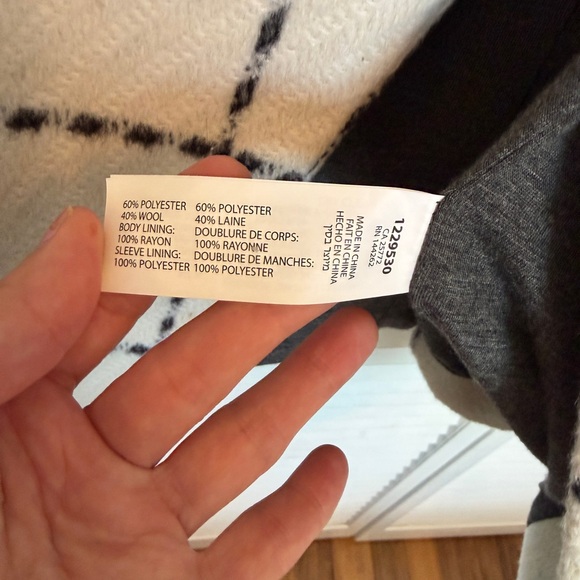 60% POLYESTER
40% WOOL
BODY LINING:
100% RAYON
SLEEVE LINING:
100% POLYESTER
60% POLYESTER
40% LAINE
DOUBLURE DE CORPS:
100% RAYONNE
DOUBLURE DE MANCHES:
100% POLYESTER
1229530
CA 25772
RN 144262
MADE IN CHINA
FAIT EN CHINE
HECHO EN CHINA
מיוצר בסין